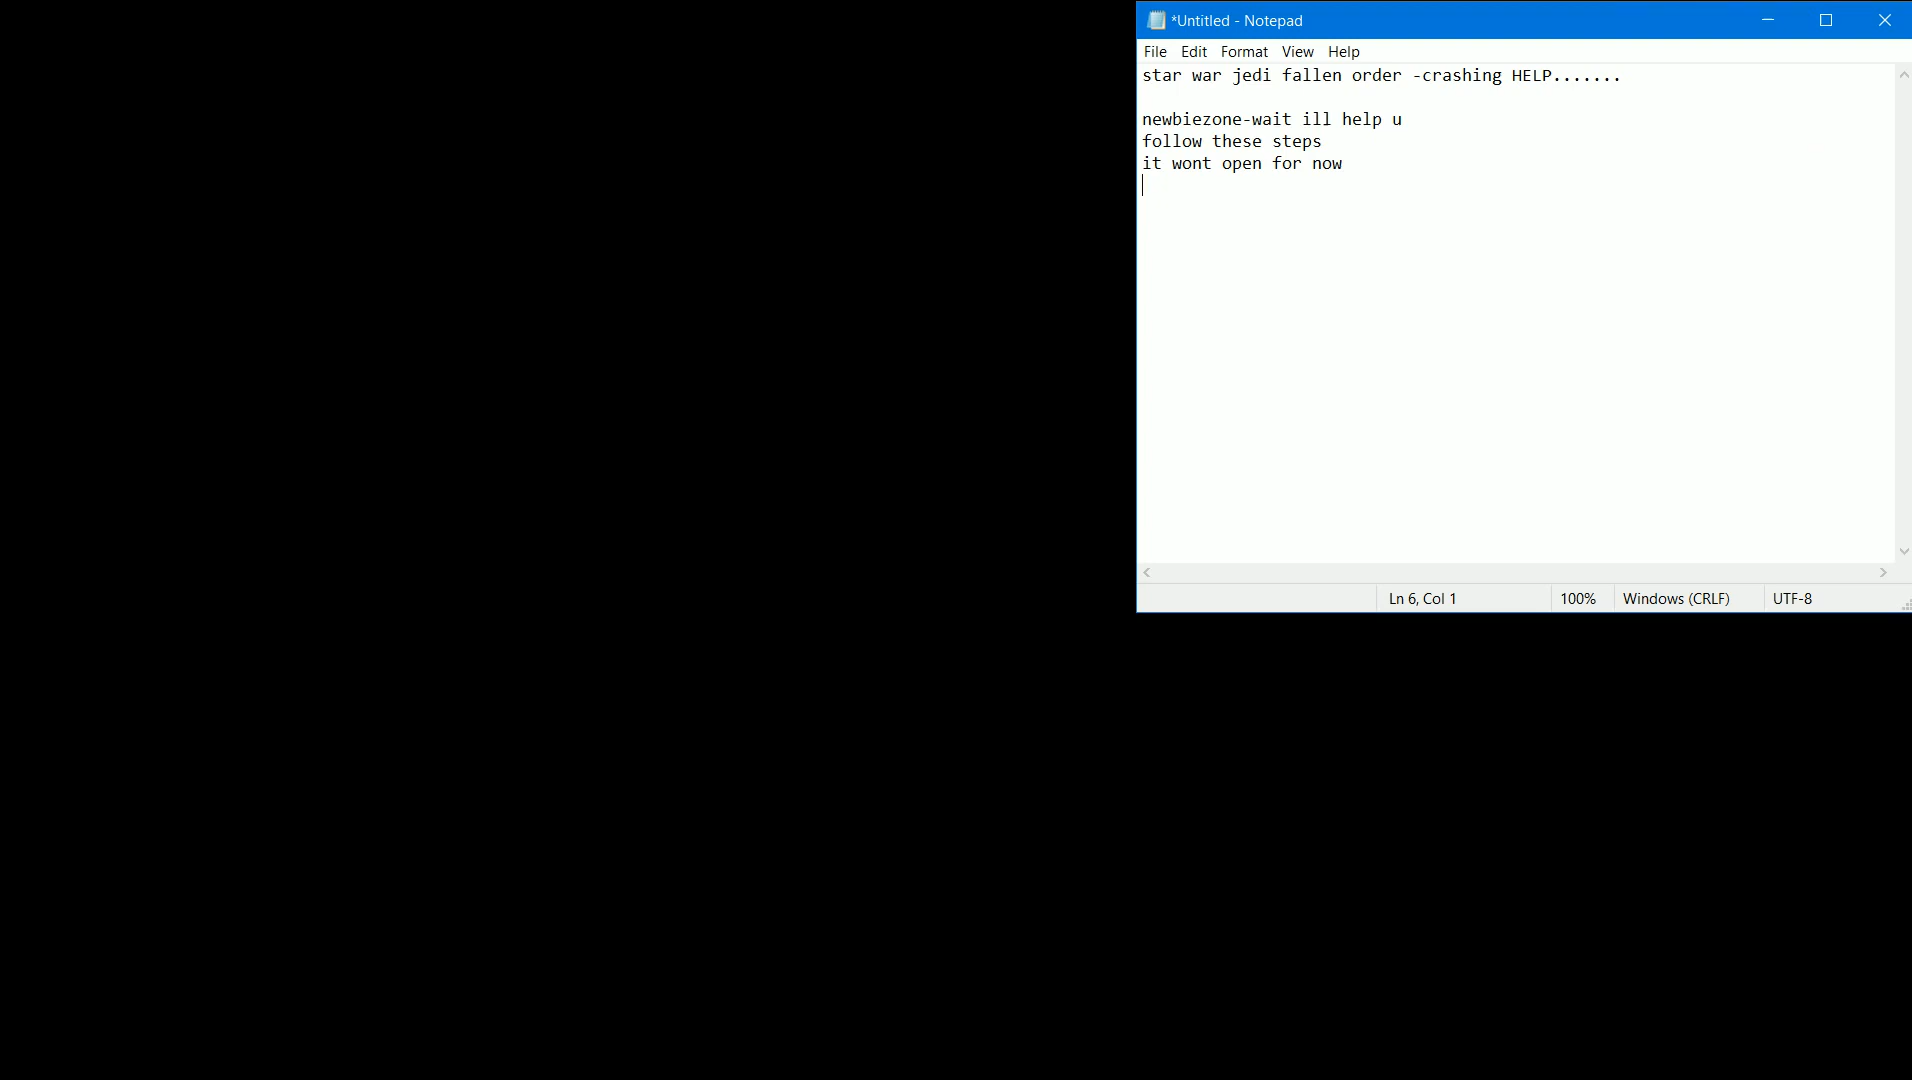 *Untitled - Notepad
File Edit Format View Help
star war jedi fallen order -crashing HELP.......
newbiezone-wait ill help u
follow these steps
it wont open for now
Ln 6, Col 1 100% Windows (CRLF) UTF-8